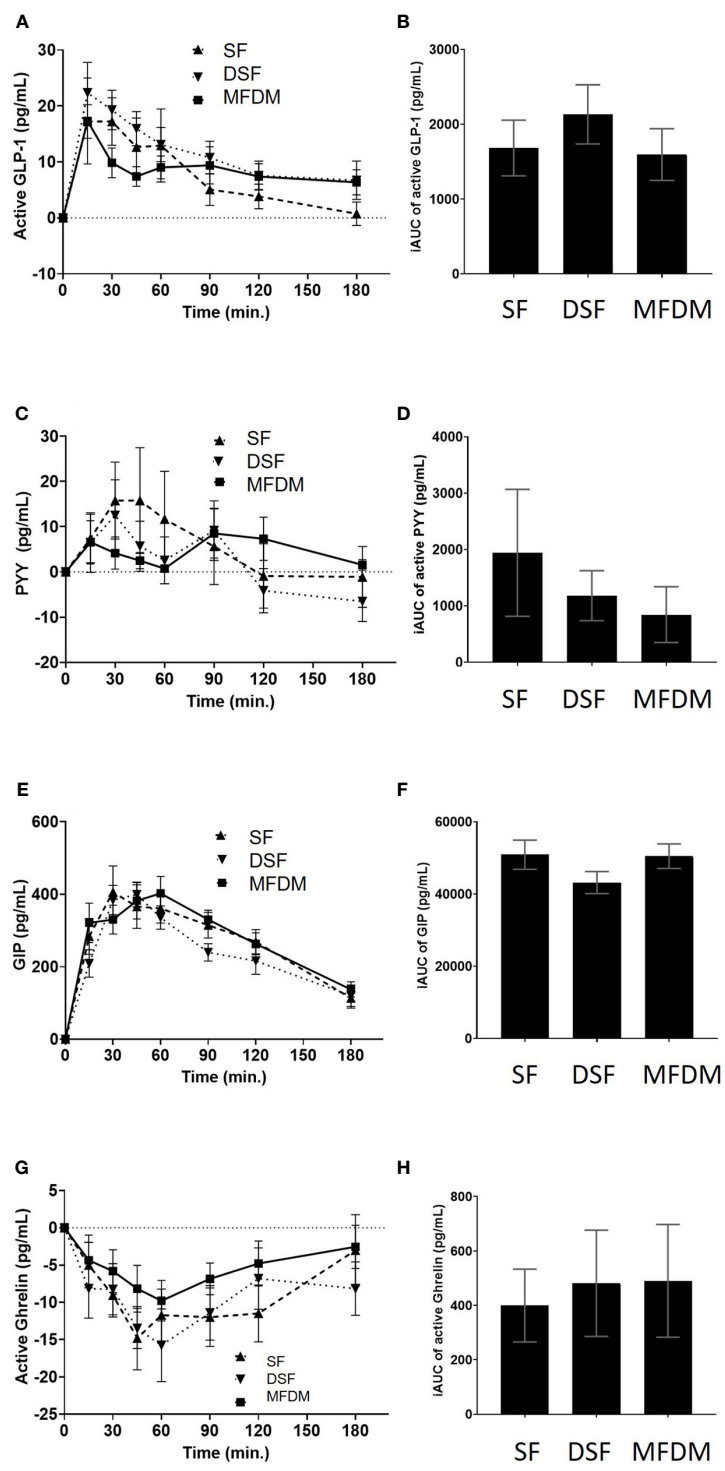 A
SF
DSF
MFDM
Active GLP-1 (pg/mL)
30
20
10
0
-10
0 30 60 90 120 150 180
Time (min.)
B
iAUC of active GLP-1 (pg/mL)
3000
2000
1000
0
SF DSF MFDM
C
SF
DSF
MFDM
PYY (pg/mL)
30
20
10
0
-10
-20
0 30 60 90 120 150 180
Time (min.)
D
iAUC of active PYY (pg/mL)
4000
3000
2000
1000
0
SF DSF MFDM
E
SF
DSF
MFDM
GIP (pg/mL)
600
400
200
0
0 30 60 90 120 150 180
Time (min.)
F
iAUC of GIP (pg/mL)
60000
40000
20000
0
SF DSF MFDM
G
Active Ghrelin (pg/mL)
5
0
-5
-10
-15
-20
-25
SF
DSF
MFDM
0 30 60 90 120 150 180
Time (min.)
H
iAUC of active Ghrelin (pg/mL)
800
600
400
200
0
SF DSF MFDM